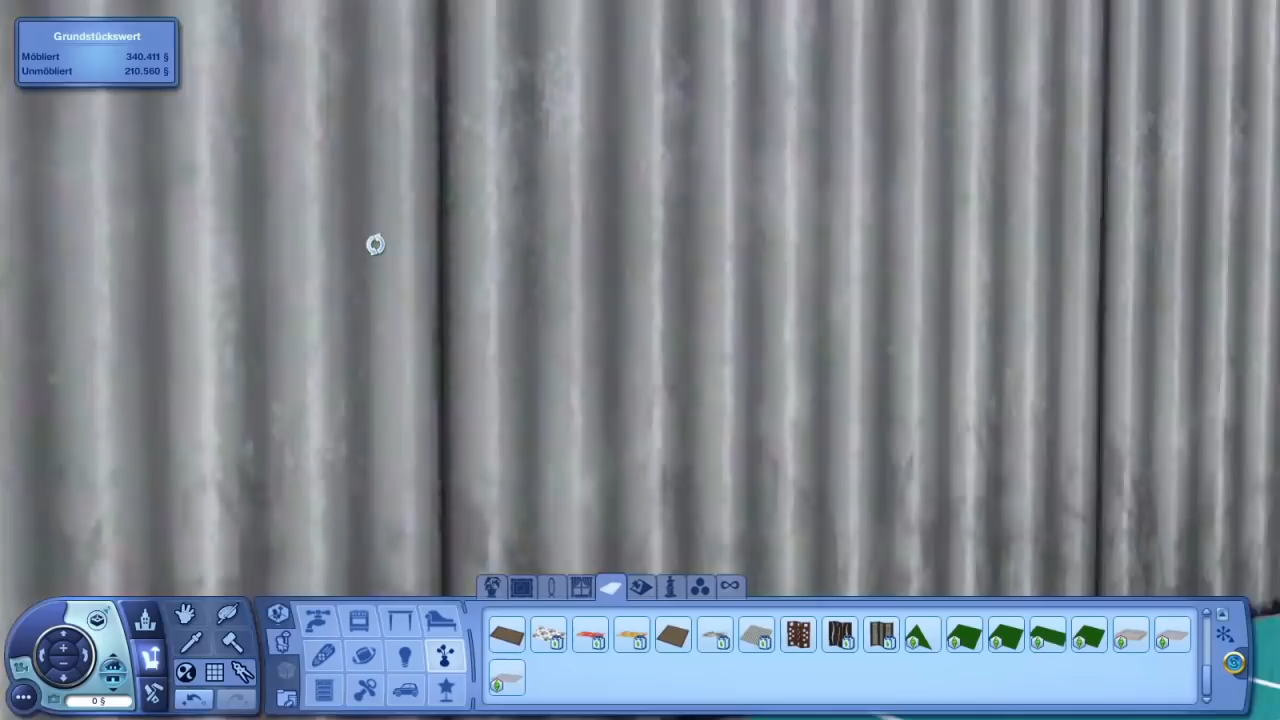 Grundstückswert
Möbliert 340.411 §
Unmöbliert 210.560 §
0 §